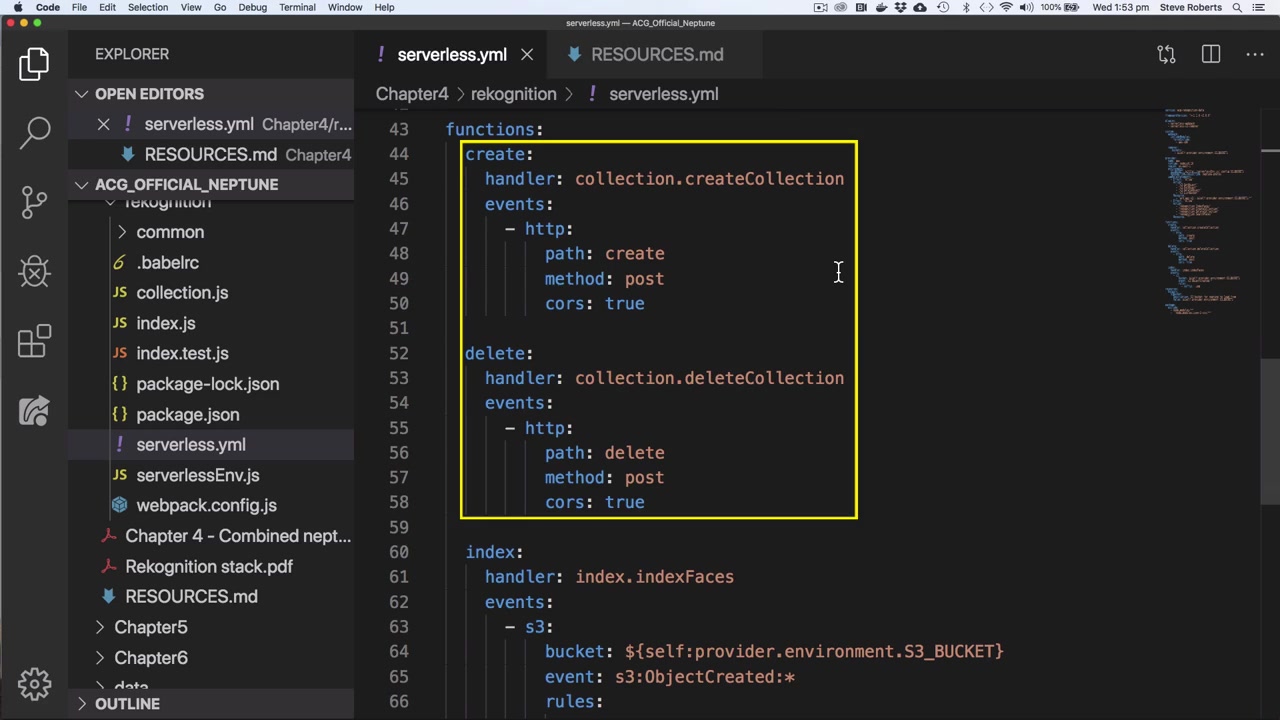 Code File Edit Selection View Go Debug Terminal Window Help 100% Wed 1:53 pm Steve Roberts
serverless.yml — ACG_Official_Neptune
EXPLORER
OPEN EDITORS
serverless.yml Chapter4/r...
RESOURCES.md Chapter4
ACG_OFFICIAL_NEPTUNE
rekognition
common
.babelrc
collection.js
index.js
index.test.js
package-lock.json
package.json
serverless.yml
serverlessEnv.js
webpack.config.js
Chapter 4 - Combined nept...
Rekognition stack.pdf
RESOURCES.md
Chapter5
Chapter6
data
OUTLINE
serverless.yml
RESOURCES.md
Chapter4 > rekognition > ! serverless.yml
43 functions:
44 create:
45 handler: collection.createCollection
46 events:
47 - http:
48 path: create
49 method: post
50 cors: true
51
52 delete:
53 handler: collection.deleteCollection
54 events:
55 - http:
56 path: delete
57 method: post
58 cors: true
59
60 index:
61 handler: index.indexFaces
62 events:
63 - s3:
64 bucket: ${self:provider.environment.S3_BUCKET}
65 event: s3:ObjectCreated:*
66 rules: